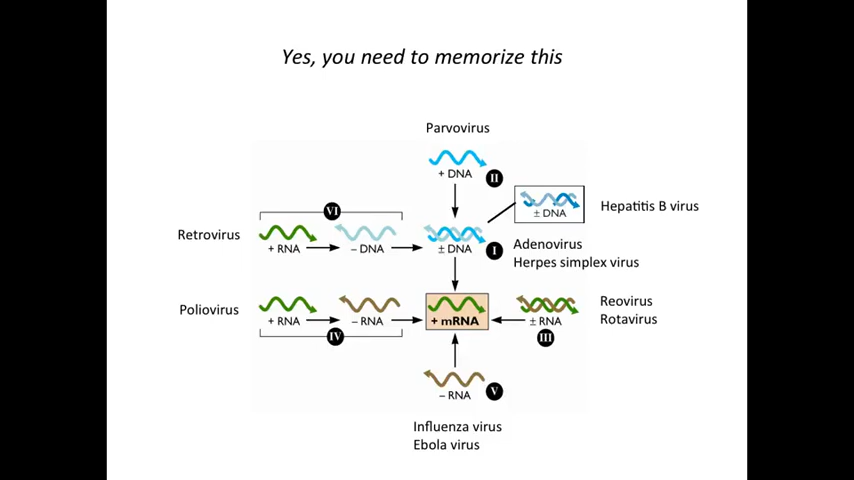 Yes, you need to memorize this
Parvovirus
+ DNA
II
± DNA
Hepatitis B virus
VI
Retrovirus
+ RNA
– DNA
± DNA
I
Adenovirus
Herpes simplex virus
Poliovirus
+ RNA
– RNA
IV
+ mRNA
± RNA
III
Reovirus
Rotavirus
– RNA
V
Influenza virus
Ebola virus